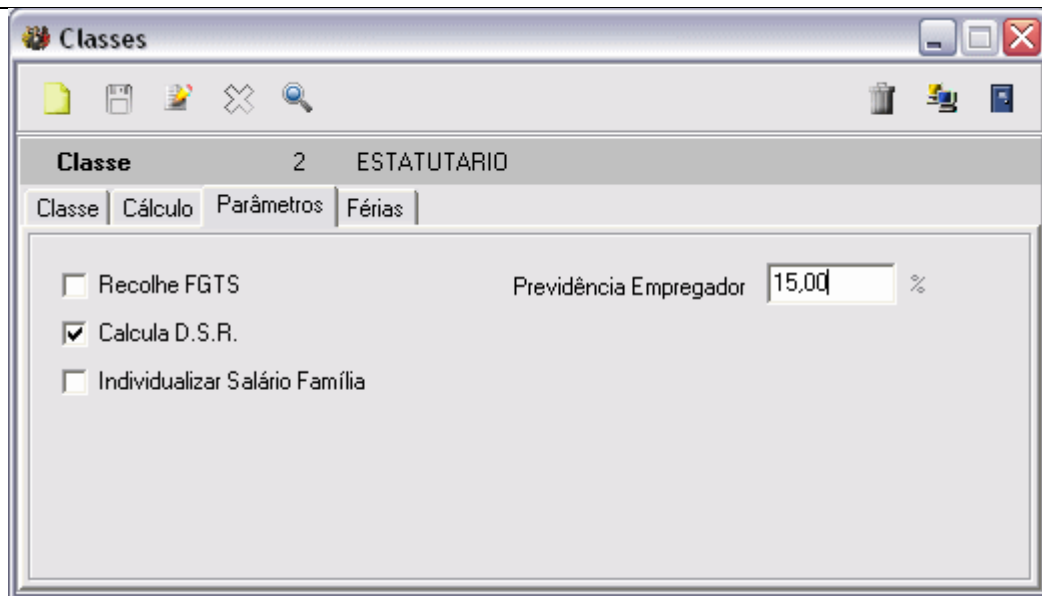 Classes
Classe 2 ESTATUTARIO
Classe Cálculo Parâmetros Férias
Recolhe FGTS Previdência Empregador 15,00 %
Calcula D.S.R.
Individualizar Salário Família